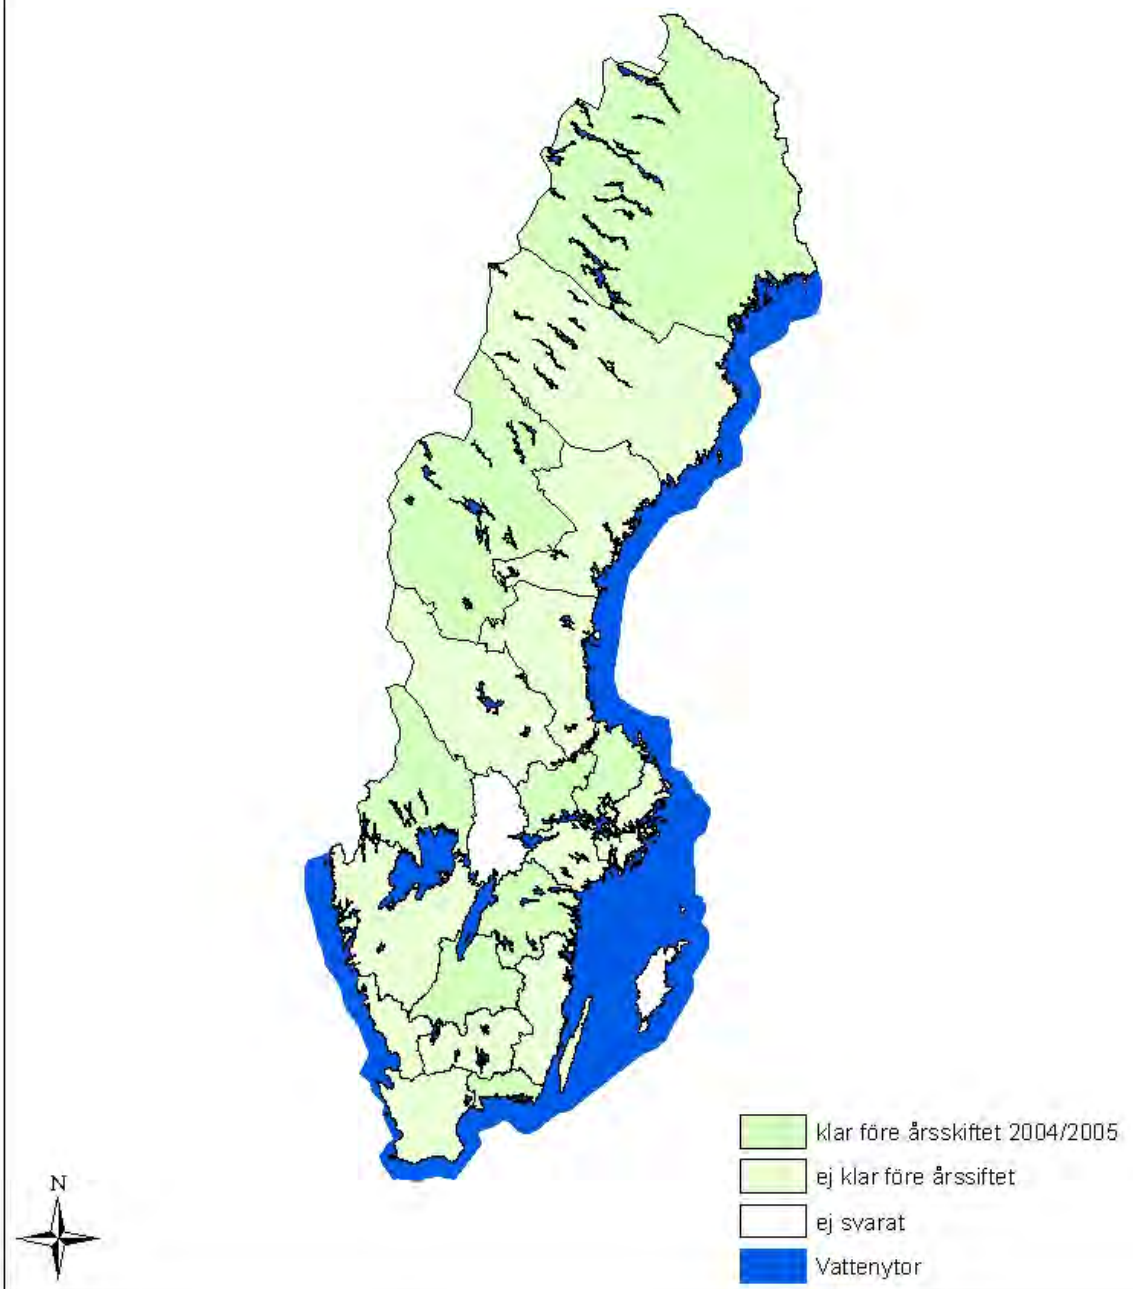 klar före årsskiftet 2004/2005
ej klar före årssiftet
ej svarat
Vattenytor
N